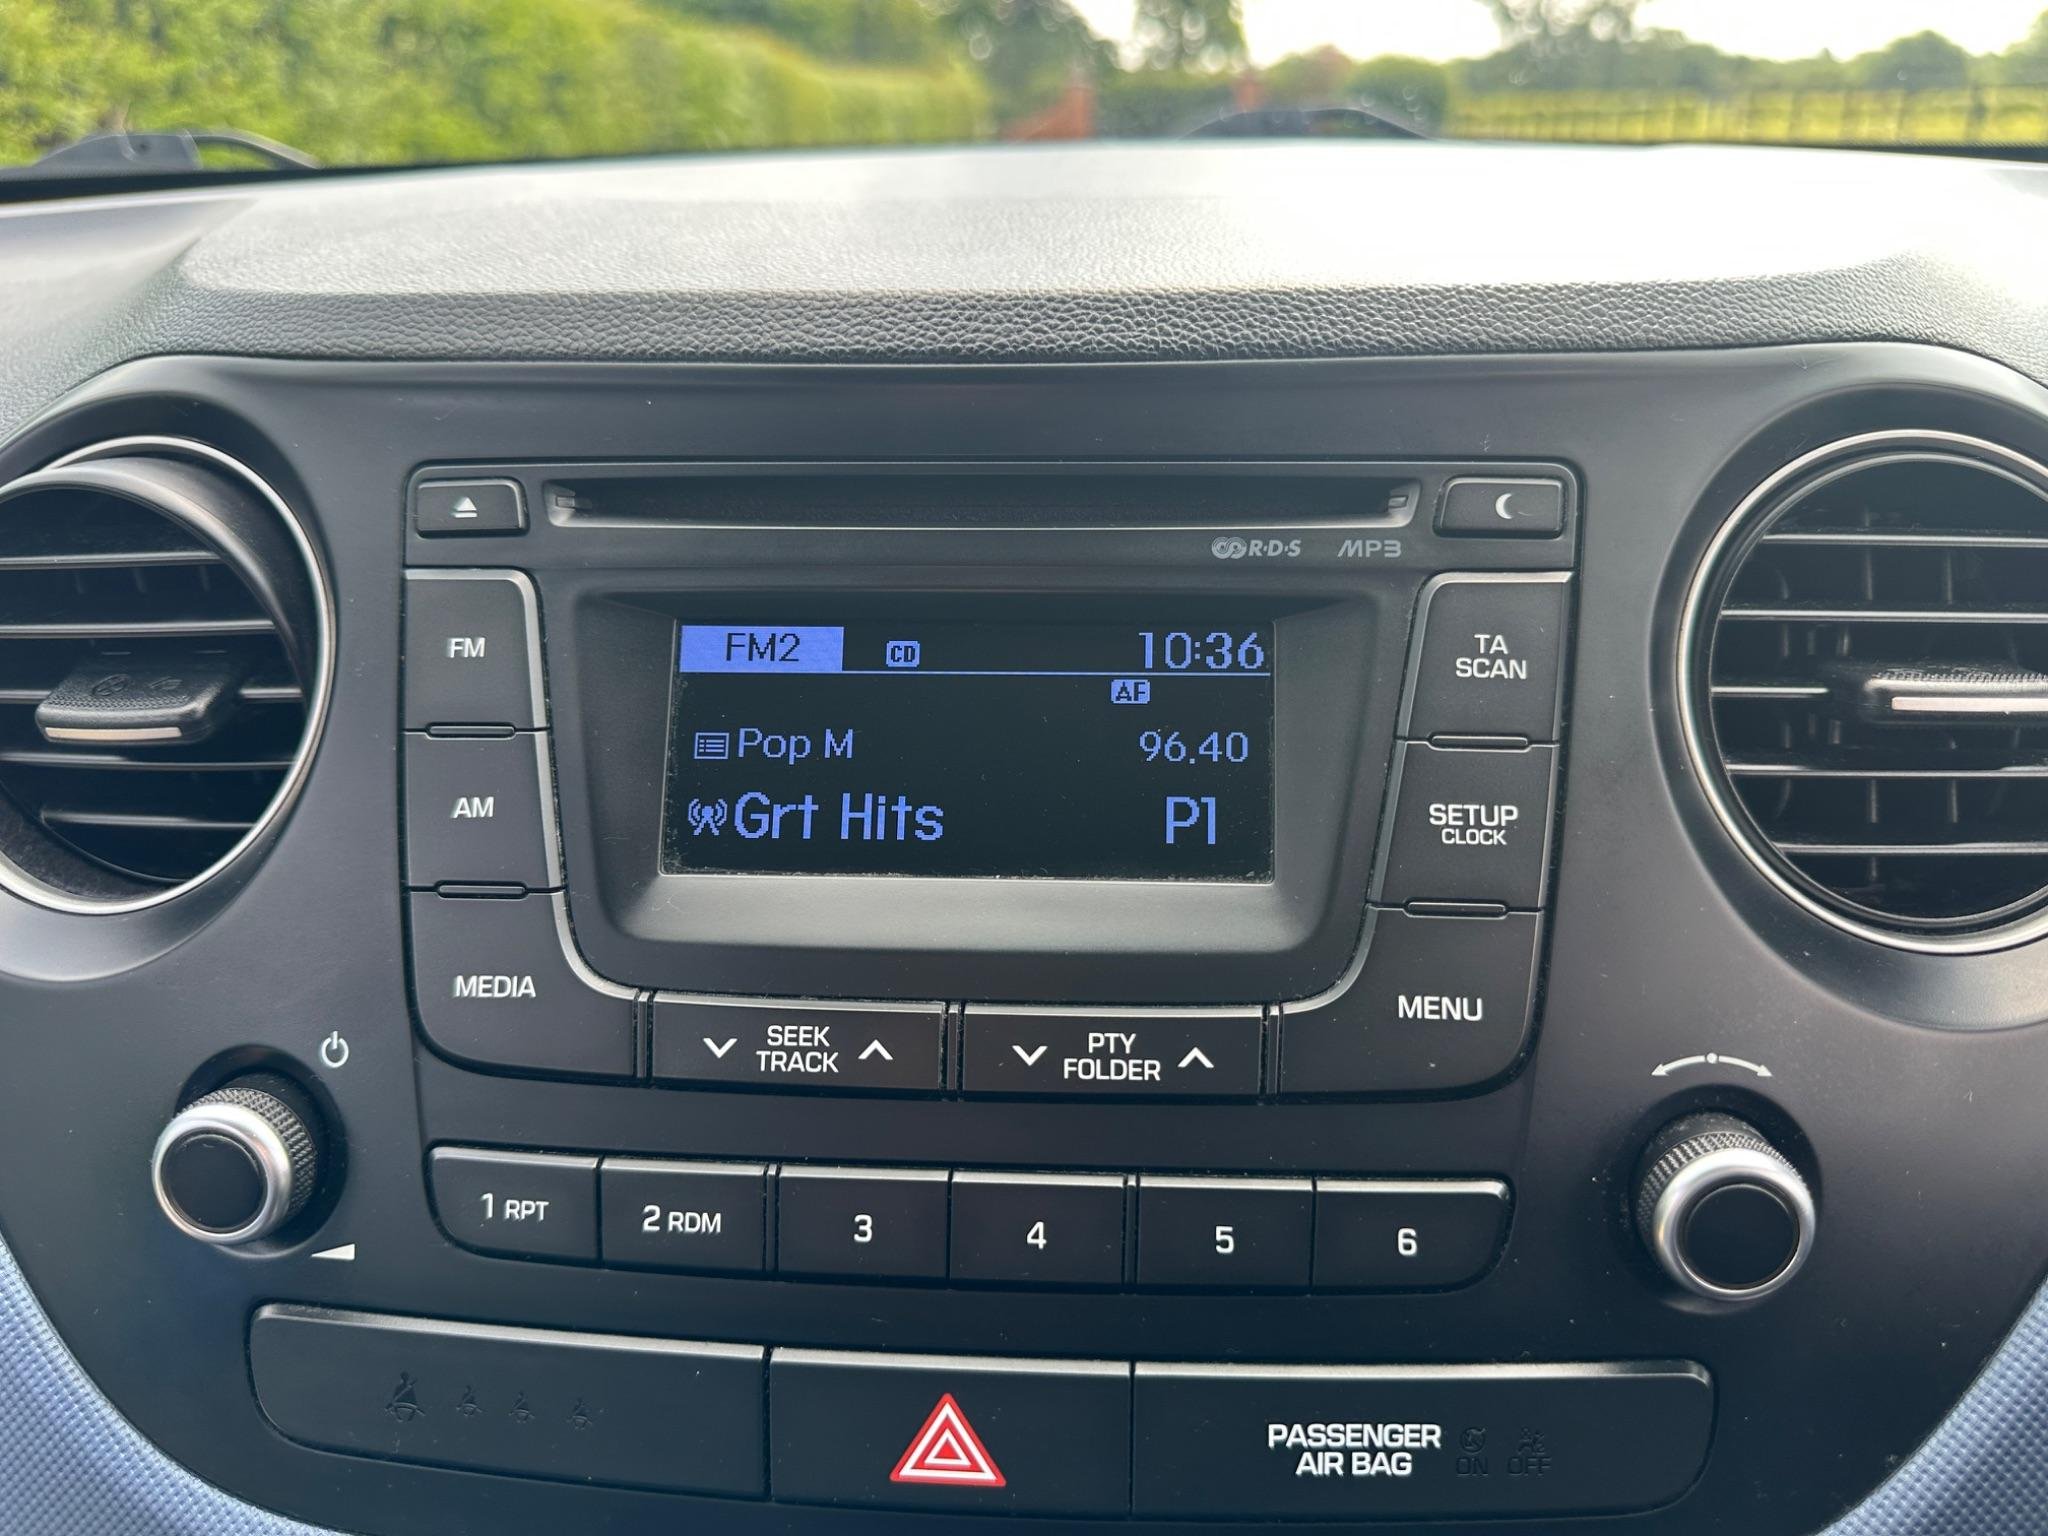 R·D·S MP3
FM2 CD 10:36
AF
Pop M 96.40
Grt Hits P1
FM
AM
MEDIA
TA
SCAN
SETUP
CLOCK
MENU
SEEK
TRACK
PTY
FOLDER
1 RPT
2 RDM
3
4
5
6
PASSENGER
AIR BAG
ON OFF